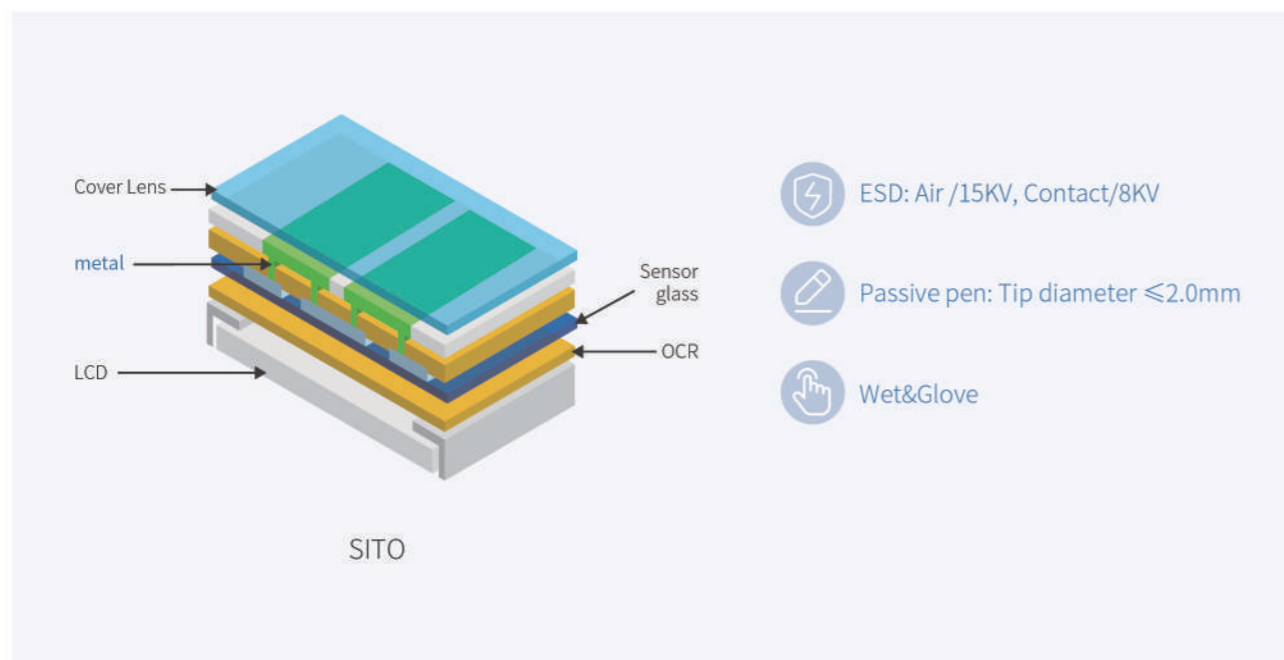 Cover Lens
metal
LCD
Sensor
glass
OCR
SITO
ESD: Air /15KV, Contact/8KV
Passive pen: Tip diameter ≤2.0mm
Wet&Glove